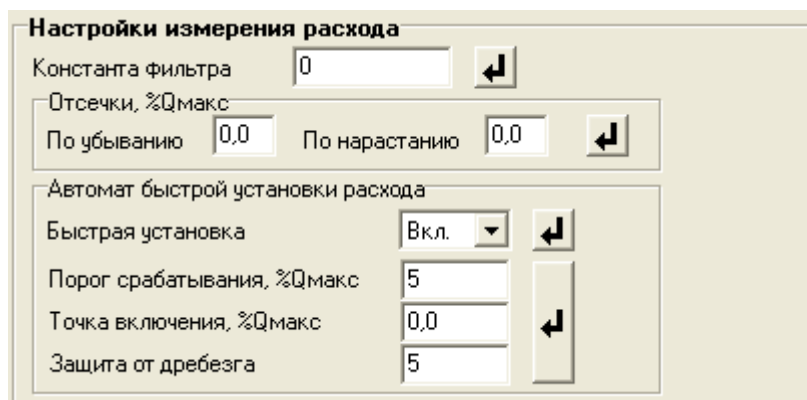 Настройки измерения расхода
Константа фильтра 0
Отсечки, %Qмакс
По убыванию 0,0 По нарастанию 0,0
Автомат быстрой установки расхода
Быстрая установка Вкл.
Порог срабатывания, %Qмакс 5
Точка включения, %Qмакс 0,0
Защита от дребезга 5